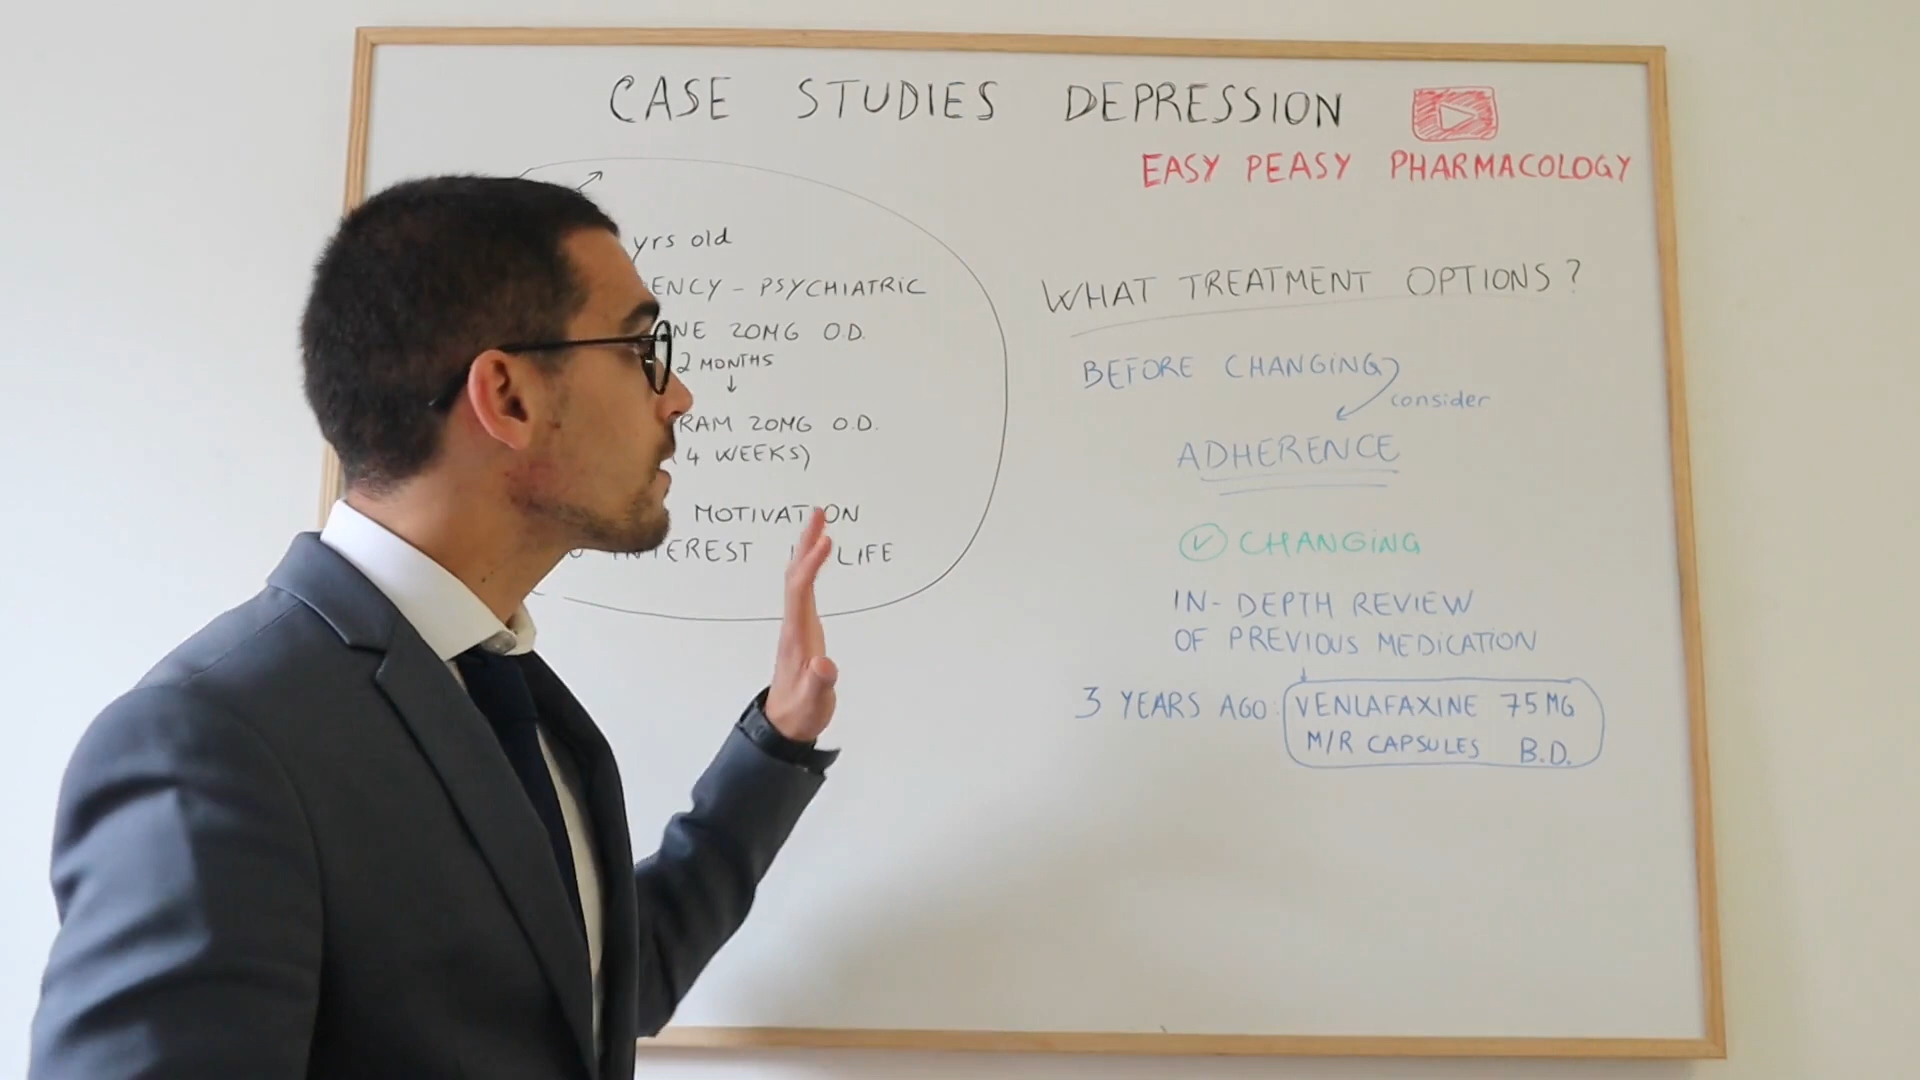 CASE STUDIES DEPRESSION
EASY PEASY PHARMACOLOGY
yrs old
ENCY - PSYCHIATRIC
NE 20MG O.D.
2 MONTHS
RAM 20MG O.D.
(4 WEEKS)
MOTIVATION
INTEREST LIFE
WHAT TREATMENT OPTIONS?
BEFORE CHANGING
consider
ADHERENCE
CHANGING
IN-DEPTH REVIEW
OF PREVIOUS MEDICATION
3 YEARS AGO: VENLAFAXINE 75MG
M/R CAPSULES B.D.